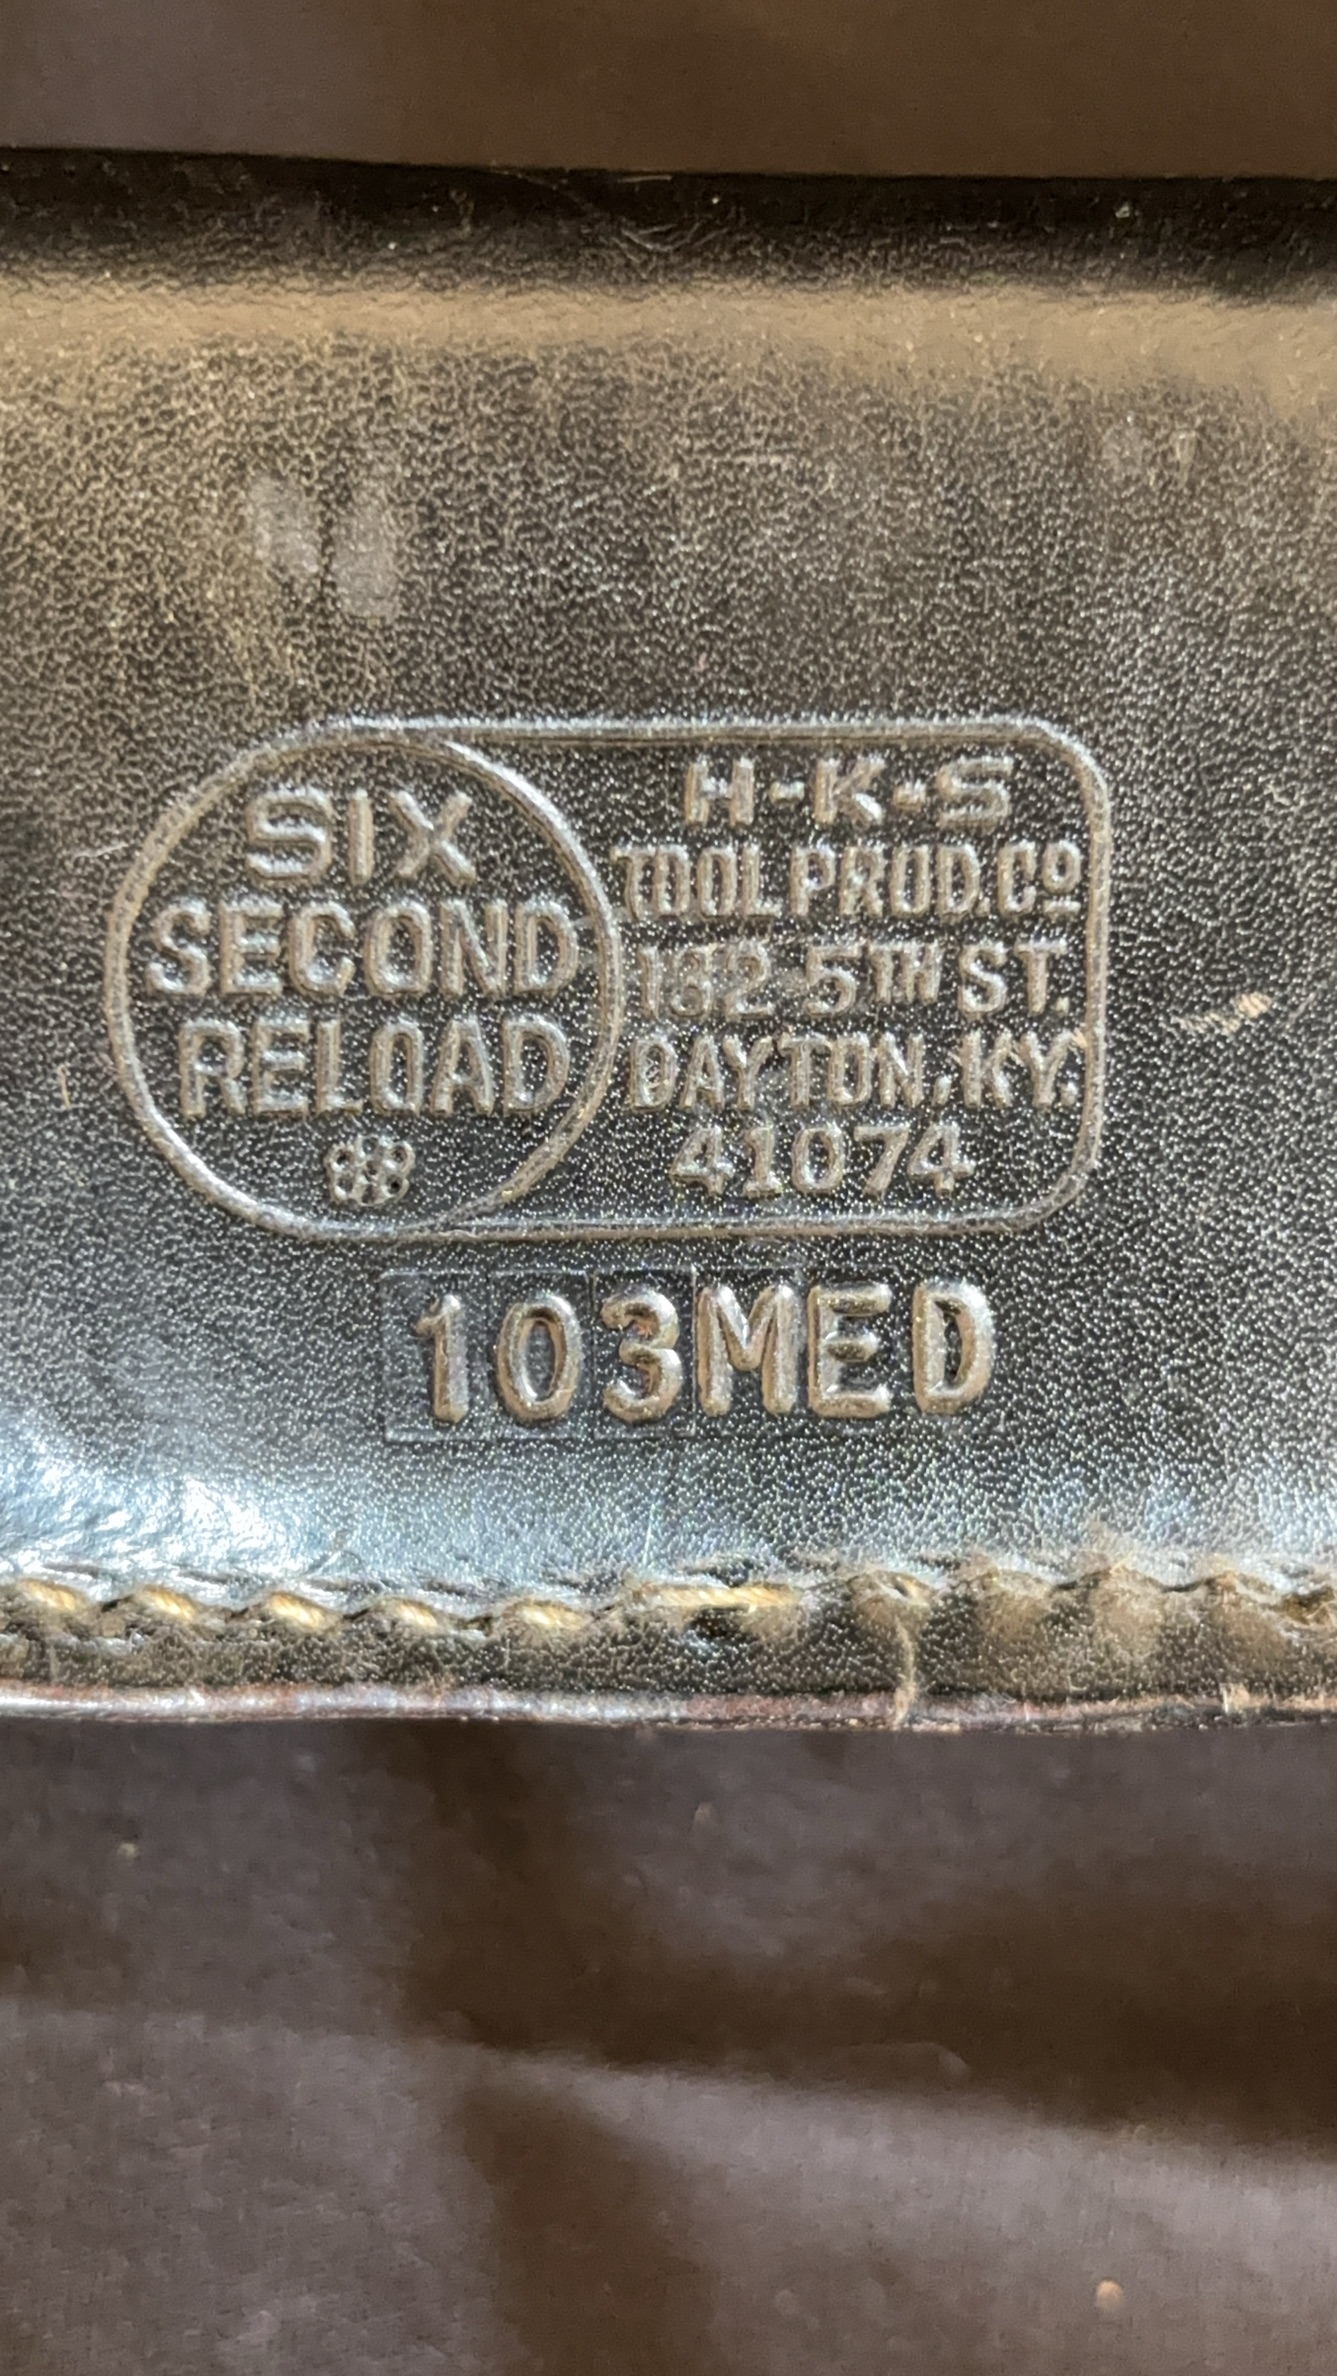 SIX
SECOND
RELOAD
H-K-S
TOOL PROD. Cº
132-5TH ST.
DAYTON, KY.
41074
103MED